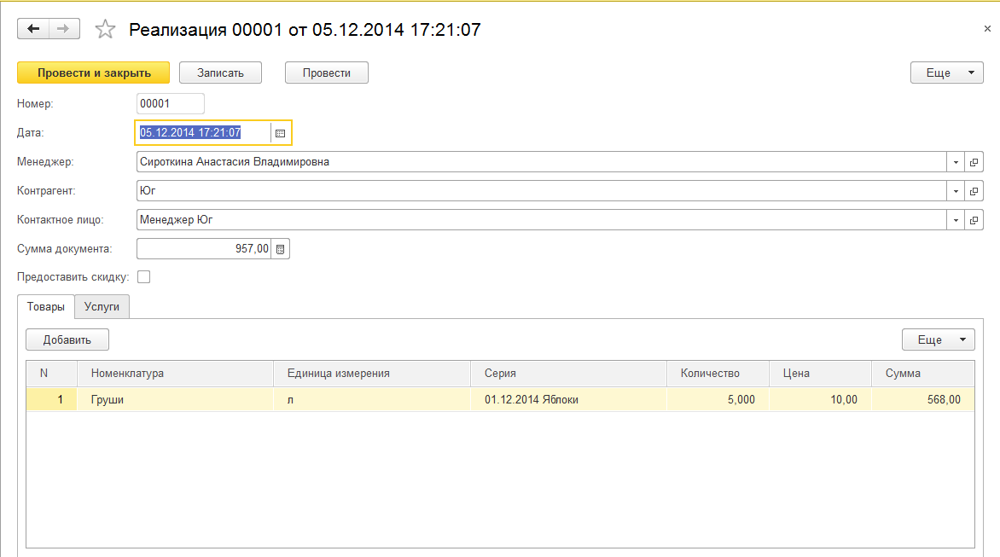 Реализация 00001 от 05.12.2014 17:21:07
Провести и закрыть Записать Провести Еще
Номер: 00001
Дата: 05.12.2014 17:21:07
Менеджер: Сироткина Анастасия Владимировна
Контрагент: Юг
Контактное лицо: Менеджер Юг
Сумма документа: 957,00
Предоставить скидку:
Товары Услуги
Добавить Еще
N Номенклатура Единица измерения Серия Количество Цена Сумма
1 Груши л 01.12.2014 Яблоки 5,000 10,00 568,00